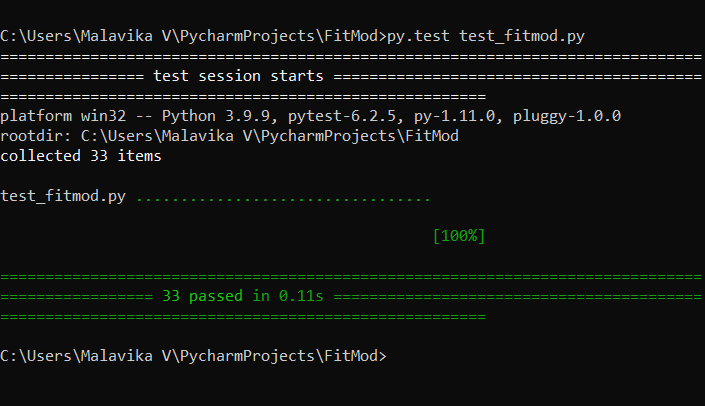 C:\Users\Malavika V\PycharmProjects\FitMod>py.test test_fitmod.py
==============================================================================
================ test session starts =========================================
======================================================
platform win32 -- Python 3.9.9, pytest-6.2.5, py-1.11.0, pluggy-1.0.0
rootdir: C:\Users\Malavika V\PycharmProjects\FitMod
collected 33 items
test_fitmod.py .................................
[100%]
==============================================================================
================= 33 passed in 0.11s =========================================
======================================================
C:\Users\Malavika V\PycharmProjects\FitMod>